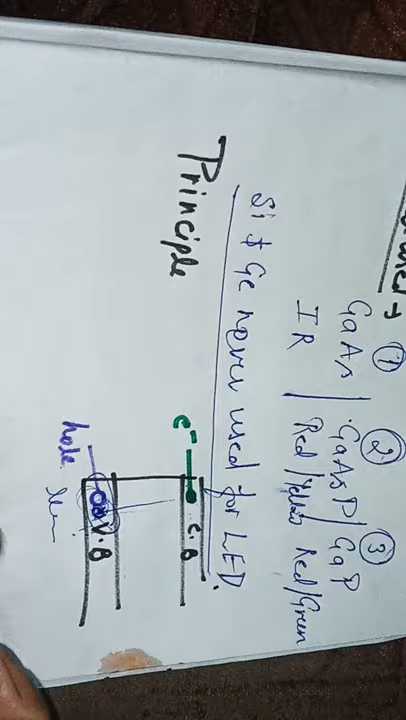 ① ② ③
GaAs | GaAsP | GaP
IR | Red/Yellow Red/Green
Si & Ge never used for LED.
Principle
e⁻ C.B
V.B
hole